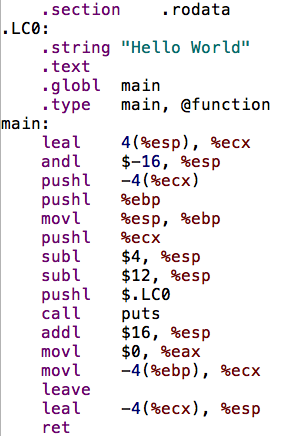 .section .rodata
.LC0:
.string "Hello World"
.text
.globl main
.type main, @function
main:
leal 4(%esp), %ecx
andl $-16, %esp
pushl -4(%ecx)
pushl %ebp
movl %esp, %ebp
pushl %ecx
subl $4, %esp
subl $12, %esp
pushl $.LC0
call puts
addl $16, %esp
movl $0, %eax
movl -4(%ebp), %ecx
leave
leal -4(%ecx), %esp
ret